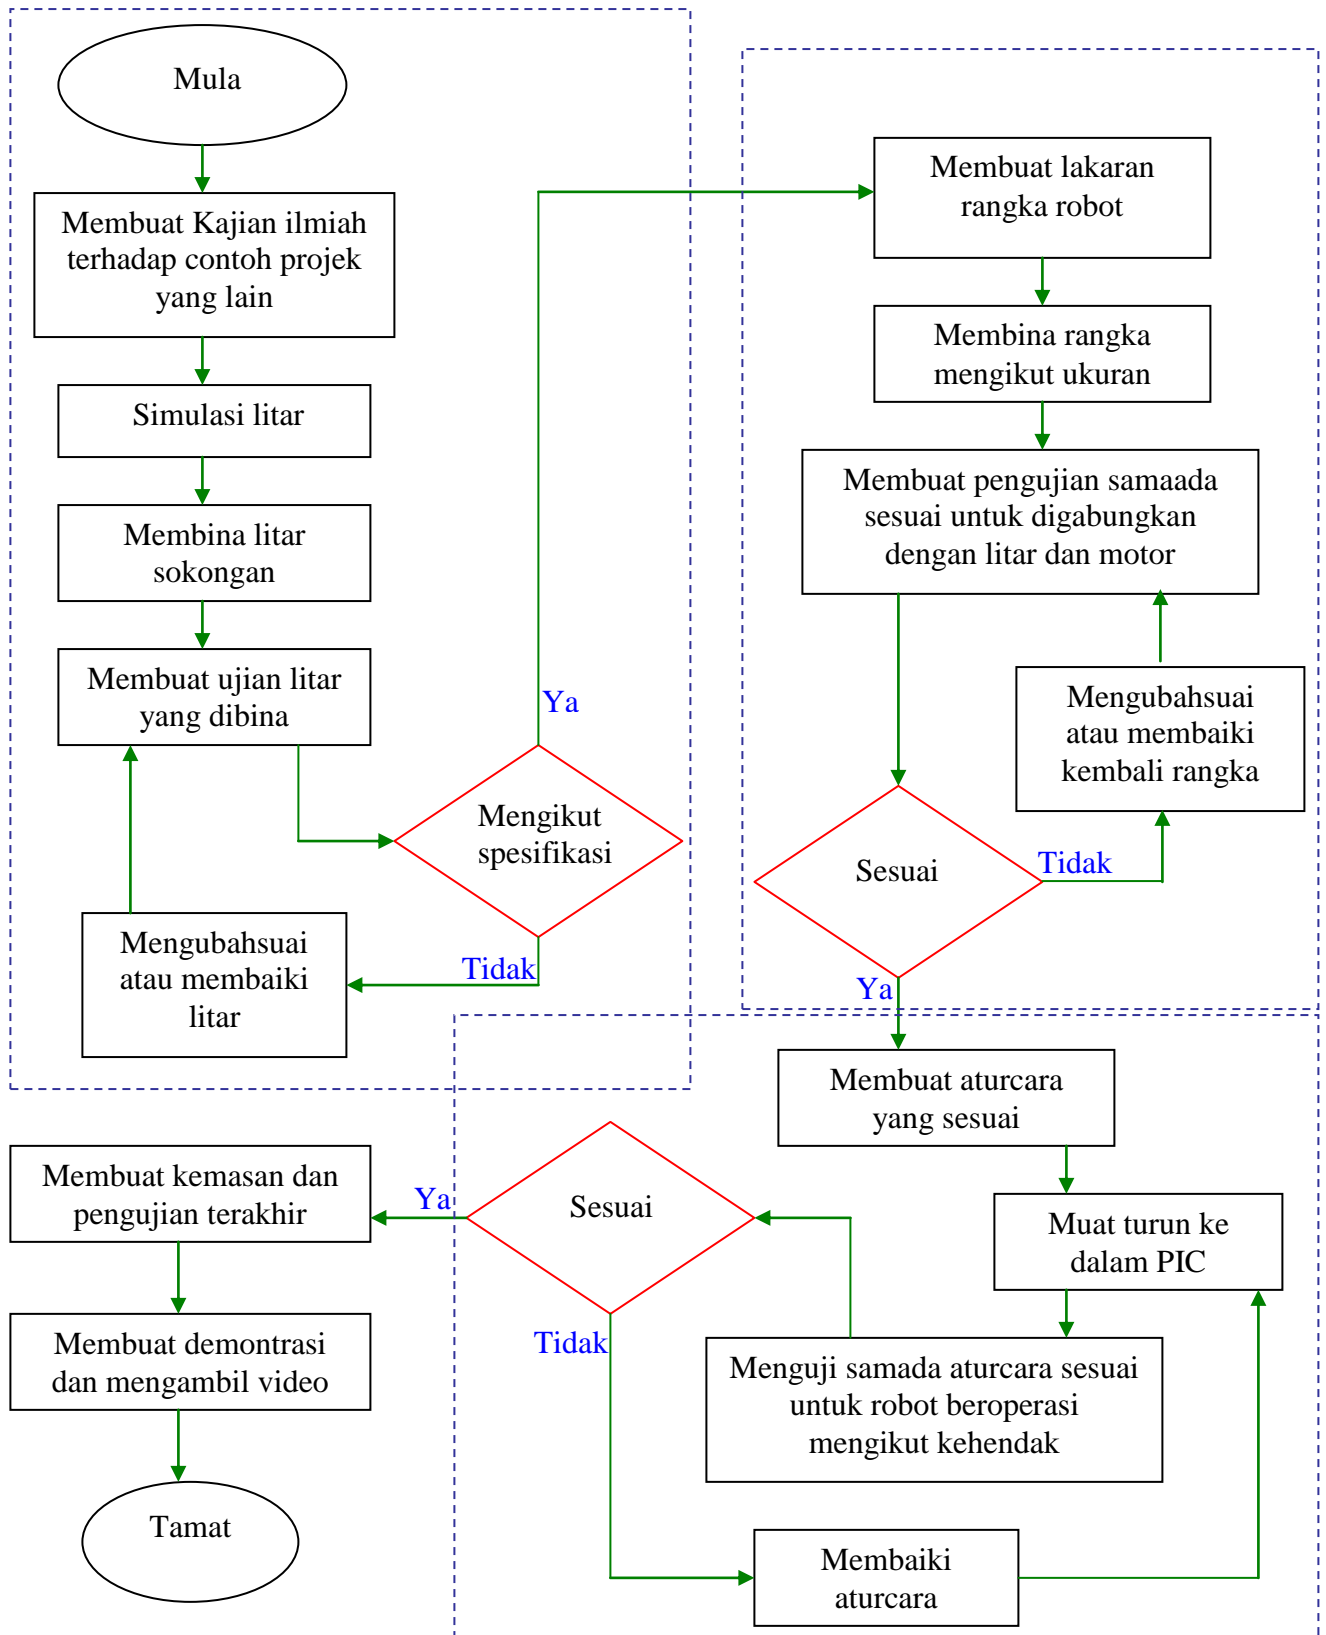 Mula
Membuat Kajian ilmiah
terhadap contoh projek
yang lain
Simulasi litar
Membina litar
sokongan
Membuat ujian litar
yang dibina
Mengikut
spesifikasi
Ya
Tidak
Mengubahsuai
atau membaiki
litar
Membuat lakaran
rangka robot
Membina rangka
mengikut ukuran
Membuat pengujian samaada
sesuai untuk digabungkan
dengan litar dan motor
Mengubahsuai
atau membaiki
kembali rangka
Sesuai
Tidak
Ya
Membuat aturcara
yang sesuai
Muat turun ke
dalam PIC
Menguji samada aturcara sesuai
untuk robot beroperasi
mengikut kehendak
Sesuai
Ya
Tidak
Membaiki
aturcara
Membuat kemasan dan
pengujian terakhir
Membuat demontrasi
dan mengambil video
Tamat